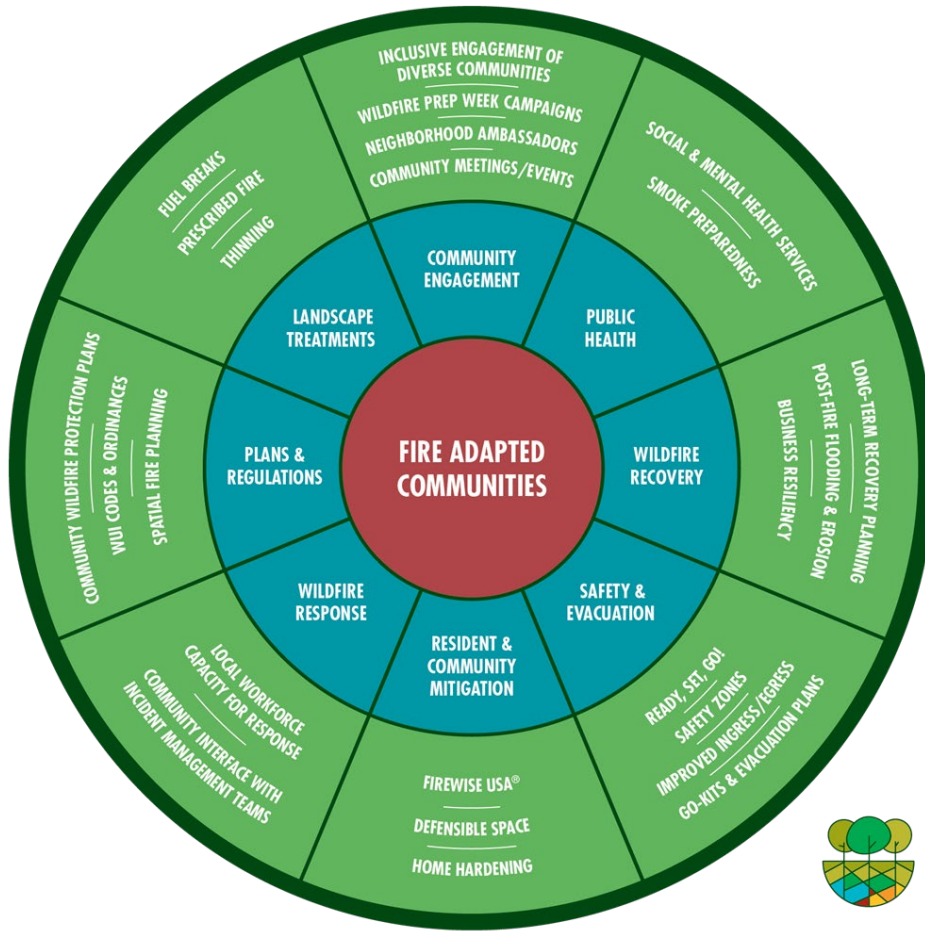 FIRE ADAPTED
COMMUNITIES
COMMUNITY
ENGAGEMENT
INCLUSIVE ENGAGEMENT OF
DIVERSE COMMUNITIES
WILDFIRE PREP WEEK CAMPAIGNS
NEIGHBORHOOD AMBASSADORS
COMMUNITY MEETINGS/EVENTS
PUBLIC
HEALTH
SOCIAL & MENTAL HEALTH SERVICES
SMOKE PREPAREDNESS
WILDFIRE
RECOVERY
LONG-TERM RECOVERY PLANNING
POST-FIRE FLOODING & EROSION
BUSINESS RESILIENCY
SAFETY &
EVACUATION
READY, SET, GO!
SAFETY ZONES
IMPROVED INGRESS/EGRESS
GO-KITS & EVACUATION PLANS
RESIDENT &
COMMUNITY
MITIGATION
FIREWISE USA®
DEFENSIBLE SPACE
HOME HARDENING
WILDFIRE
RESPONSE
LOCAL WORKFORCE
CAPACITY FOR RESPONSE
COMMUNITY INTERFACE WITH
INCIDENT MANAGEMENT TEAMS
PLANS &
REGULATIONS
COMMUNITY WILDFIRE PROTECTION PLANS
WUI CODES & ORDINANCES
SPATIAL FIRE PLANNING
LANDSCAPE
TREATMENTS
FUEL BREAKS
PRESCRIBED FIRE
THINNING